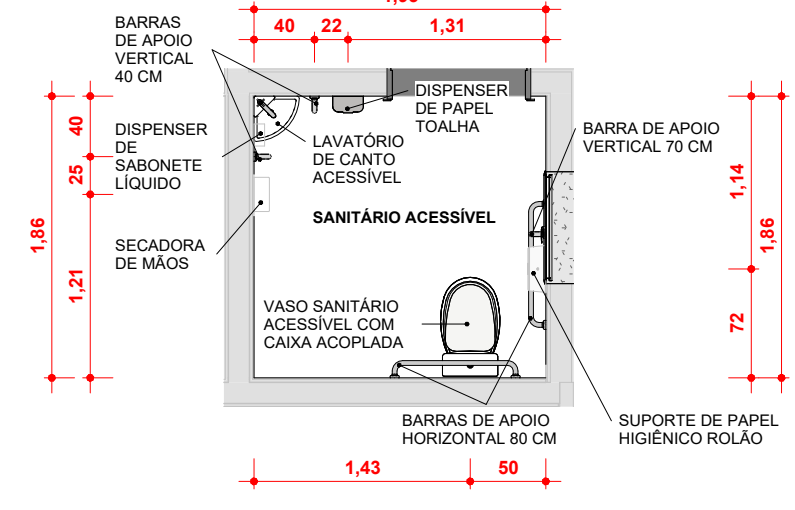 BARRAS
DE APOIO
VERTICAL
40 CM
40
22
1,31
DISPENSER
DE PAPEL
TOALHA
DISPENSER
DE
SABONETE
LÍQUIDO
LAVATÓRIO
DE CANTO
ACESSÍVEL
BARRA DE APOIO
VERTICAL 70 CM
40
25
1,21
1,86
1,14
72
1,86
SANITÁRIO ACESSÍVEL
SECADORA
DE MÃOS
VASO SANITÁRIO
ACESSÍVEL COM
CAIXA ACOPLADA
BARRAS DE APOIO
HORIZONTAL 80 CM
SUPORTE DE PAPEL
HIGIÊNICO ROLÃO
1,43
50